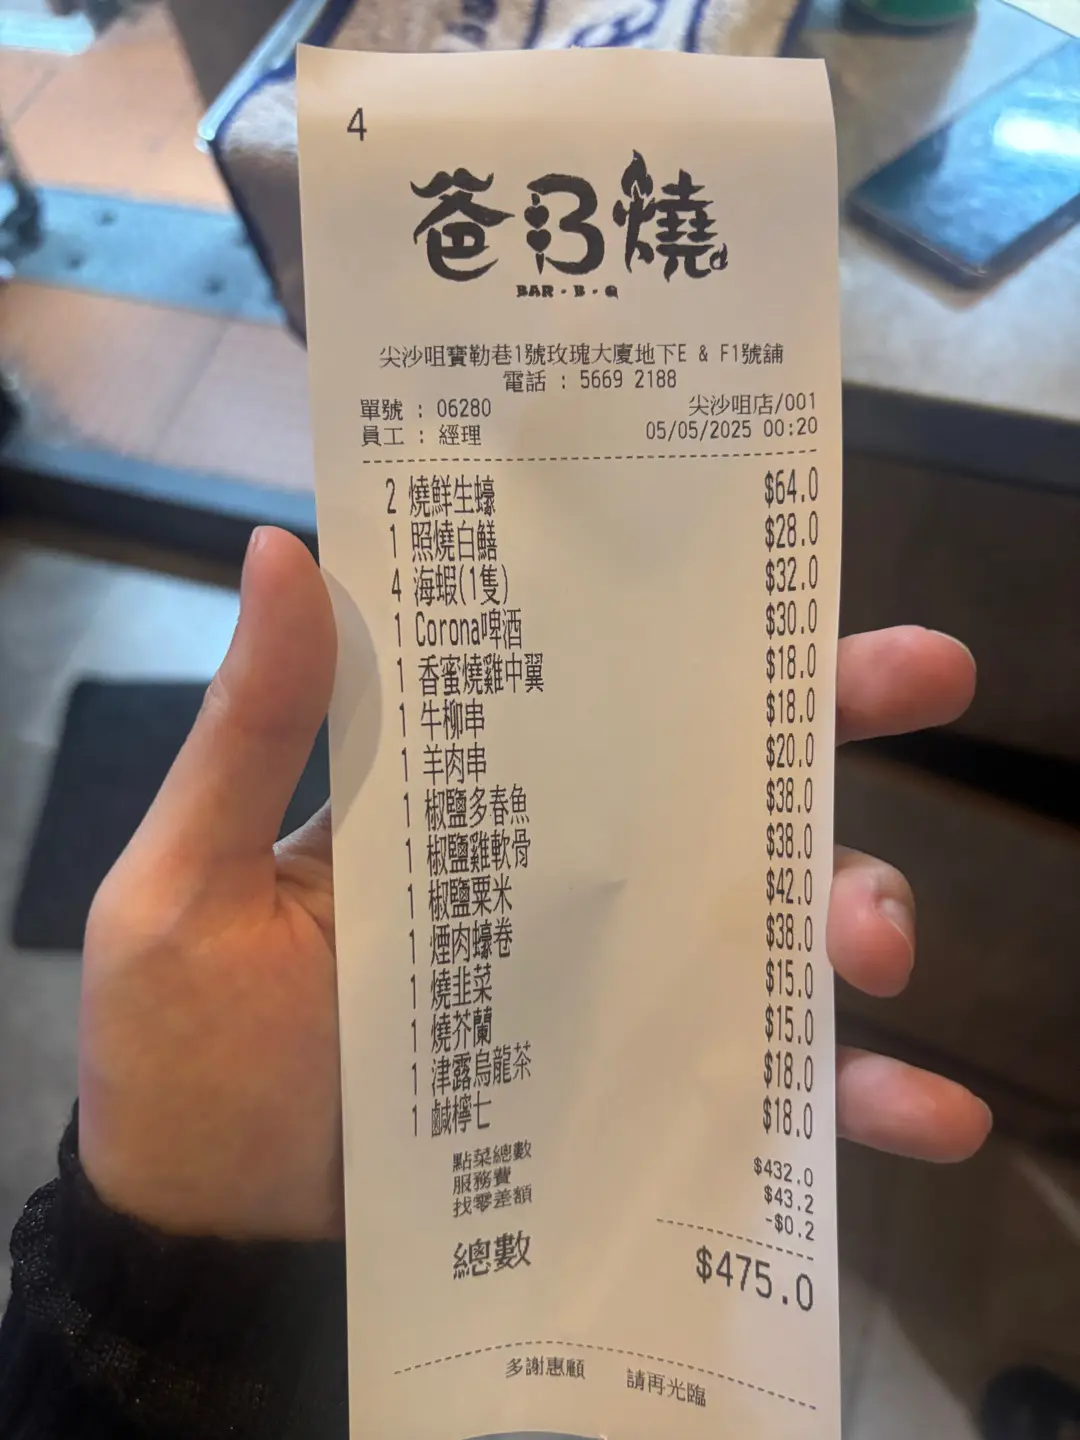 4
爸B燒
BAR-B-Q
尖沙咀寶勒巷1號玫瑰大廈地下E & F1號舖
電話 : 5669 2188
單號 : 06280 尖沙咀店/001
員工 : 經理 05/05/2025 00:20
2 燒鮮生蠔 $64.0
1 照燒白鱔 $28.0
4 海蝦(1隻) $32.0
1 Corona啤酒 $30.0
1 香蜜燒雞中翼 $18.0
1 牛柳串 $18.0
1 羊肉串 $20.0
1 椒鹽多春魚 $38.0
1 椒鹽雞軟骨 $38.0
1 椒鹽粟米 $42.0
1 煙肉蠔卷 $38.0
1 燒韭菜 $15.0
1 燒芥蘭 $15.0
1 津露烏龍茶 $18.0
1 鹹檸七 $18.0
點菜總數 $432.0
服務費 $43.2
找零差額 -$0.2
總數 $475.0
多謝惠顧 請再光臨